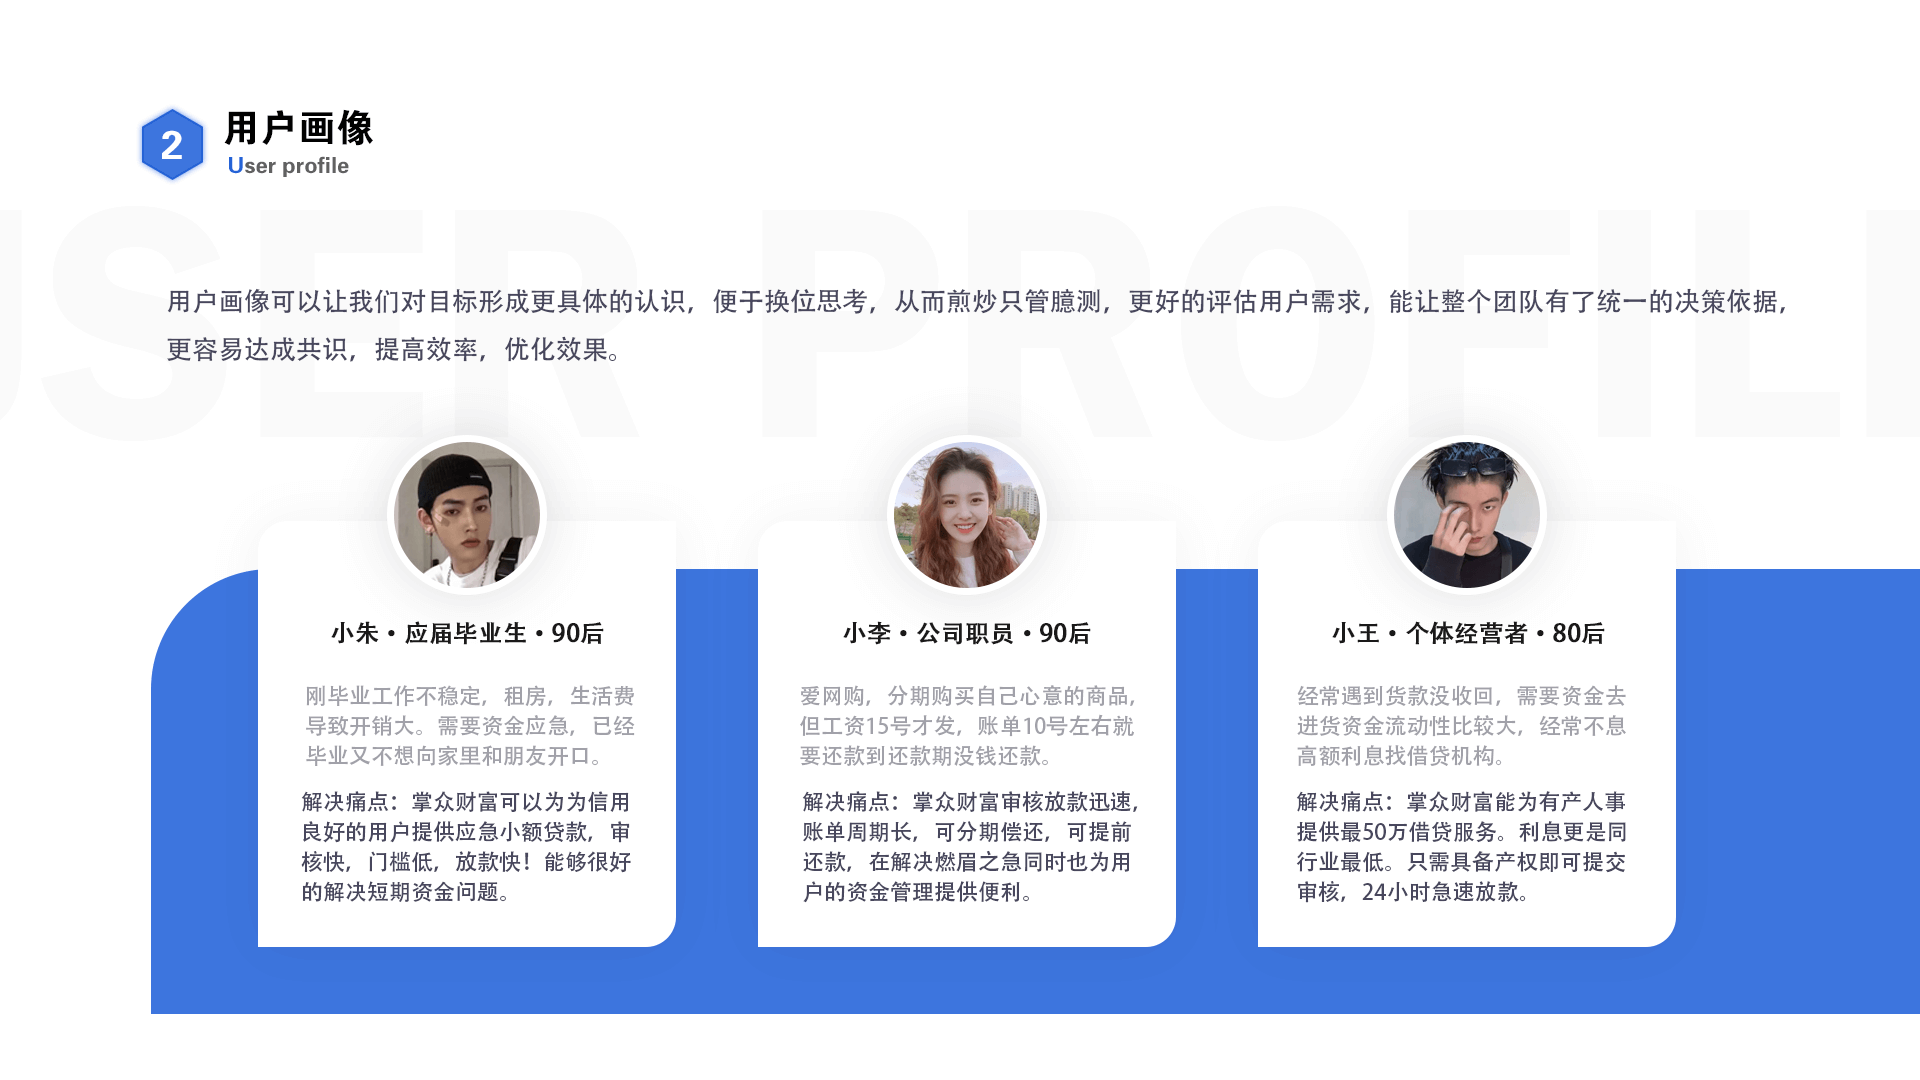 2
用户画像
User profile
USER PROFILE
用户画像可以让我们对目标形成更具体的认识，便于换位思考，从而煎炒只管臆测，更好的评估用户需求，能让整个团队有了统一的决策依据，
更容易达成共识，提高效率，优化效果。
小朱·应届毕业生·90后
刚毕业工作不稳定，租房，生活费
导致开销大。需要资金应急，已经
毕业又不想向家里和朋友开口。
解决痛点：掌众财富可以为为信用
良好的用户提供应急小额贷款，审
核快，门槛低，放款快！能够很好
的解决短期资金问题。
小李·公司职员·90后
爱网购，分期购买自己心意的商品，
但工资15号才发，账单10号左右就
要还款到还款期没钱还款。
解决痛点：掌众财富审核放款迅速，
账单周期长，可分期偿还，可提前
还款，在解决燃眉之急同时也为用
户的资金管理提供便利。
小王·个体经营者·80后
经常遇到货款没收回，需要资金去
进货资金流动性比较大，经常不息
高额利息找借贷机构。
解决痛点：掌众财富能为有产人事
提供最50万借贷服务。利息更是同
行业最低。只需具备产权即可提交
审核，24小时急速放款。